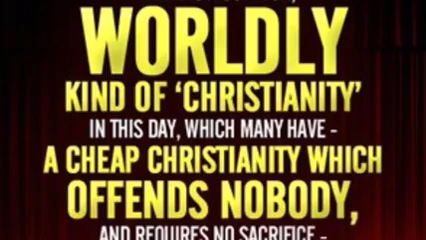 WORLDLY
KIND OF 'CHRISTIANITY'
IN THIS DAY, WHICH MANY HAVE -
A CHEAP CHRISTIANITY WHICH
OFFENDS NOBODY,
AND REQUIRES NO SACRIFICE -